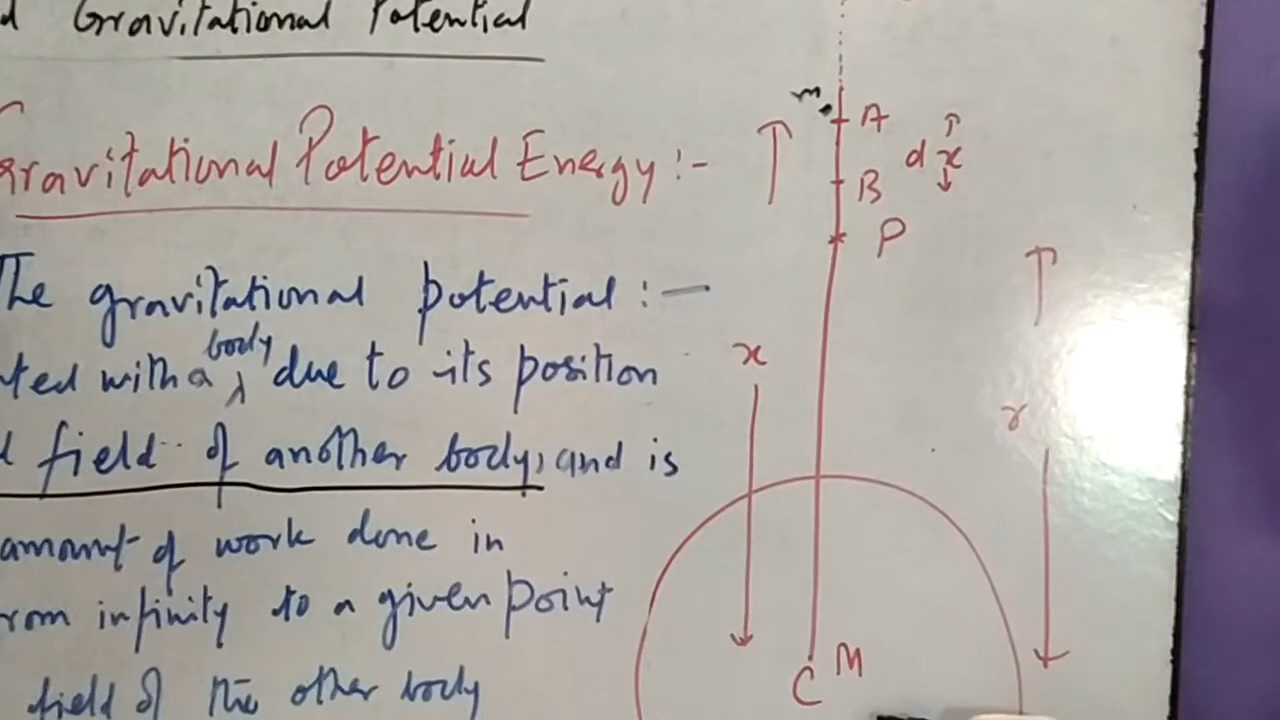 Gravitational Potential
Gravitational Potential Energy :-
The gravitational potential :-
with a body due to its position
field of another body, and is
amount of work done in
infinity to a given point
field of the other body
m
A
dx
B
P
x
r
C M